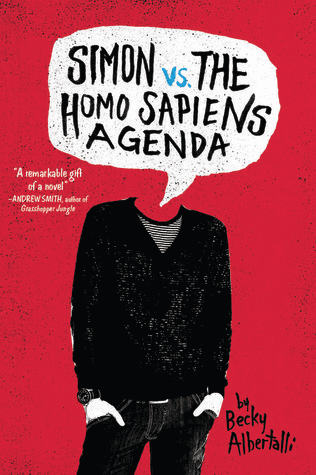 SIMON
VS. THE
HOMO SAPIENS
AGENDA
"A remarkable gift
of a novel"
–ANDREW SMITH, author of
Grasshopper Jungle
by
Becky
Albertalli